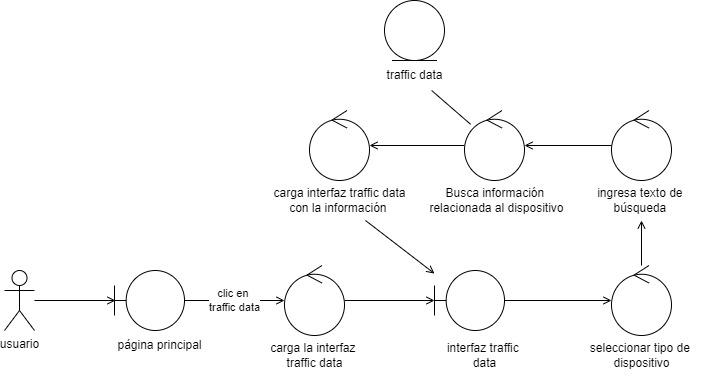 traffic data
carga interfaz traffic data
con la información
Busca información
relacionada al dispositivo
ingresa texto de
búsqueda
clic en
traffic data
usuario
página principal
carga la interfaz
traffic data
interfaz traffic
data
seleccionar tipo de
dispositivo